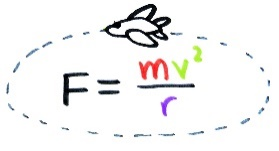 F = mv²/r